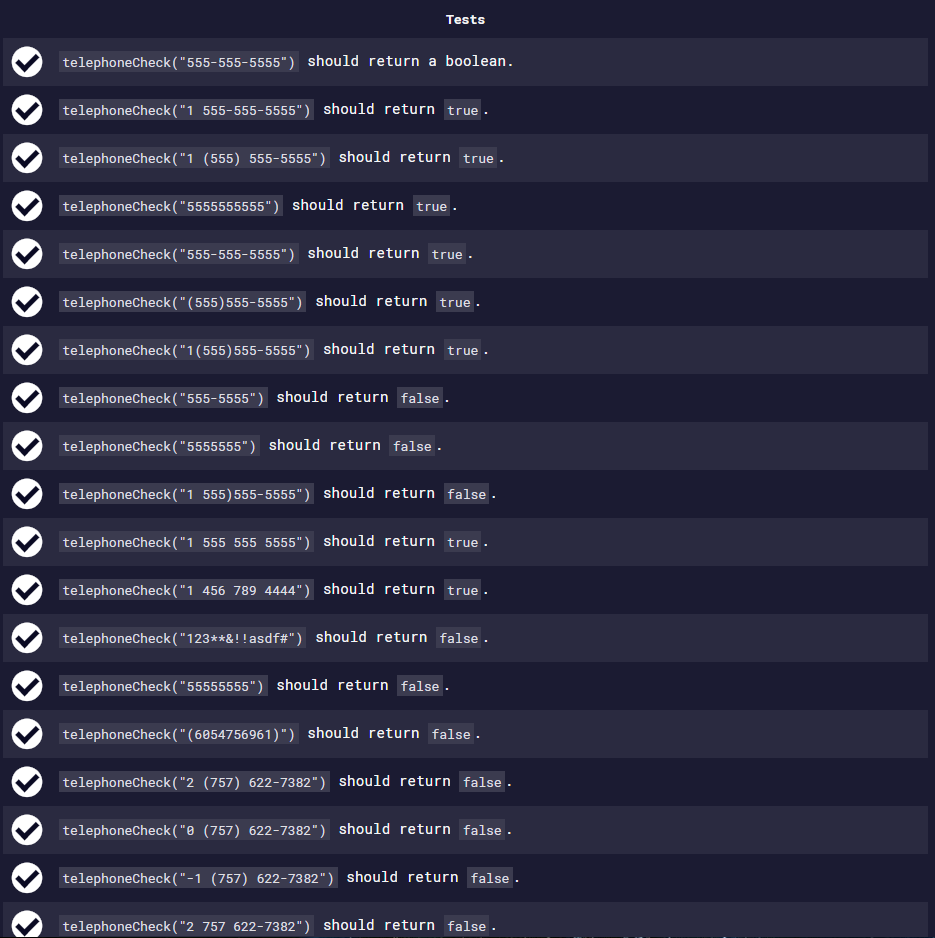 Tests
telephoneCheck("555-555-5555") should return a boolean.
telephoneCheck("1 555-555-5555") should return true.
telephoneCheck("1 (555) 555-5555") should return true.
telephoneCheck("5555555555") should return true.
telephoneCheck("555-555-5555") should return true.
telephoneCheck("(555)555-5555") should return true.
telephoneCheck("1(555)555-5555") should return true.
telephoneCheck("555-5555") should return false.
telephoneCheck("5555555") should return false.
telephoneCheck("1 555)555-5555") should return false.
telephoneCheck("1 555 555 5555") should return true.
telephoneCheck("1 456 789 4444") should return true.
telephoneCheck("123**&!!asdf#") should return false.
telephoneCheck("55555555") should return false.
telephoneCheck("(6054756961)") should return false.
telephoneCheck("2 (757) 622-7382") should return false.
telephoneCheck("0 (757) 622-7382") should return false.
telephoneCheck("-1 (757) 622-7382") should return false.
telephoneCheck("2 757 622-7382") should return false.